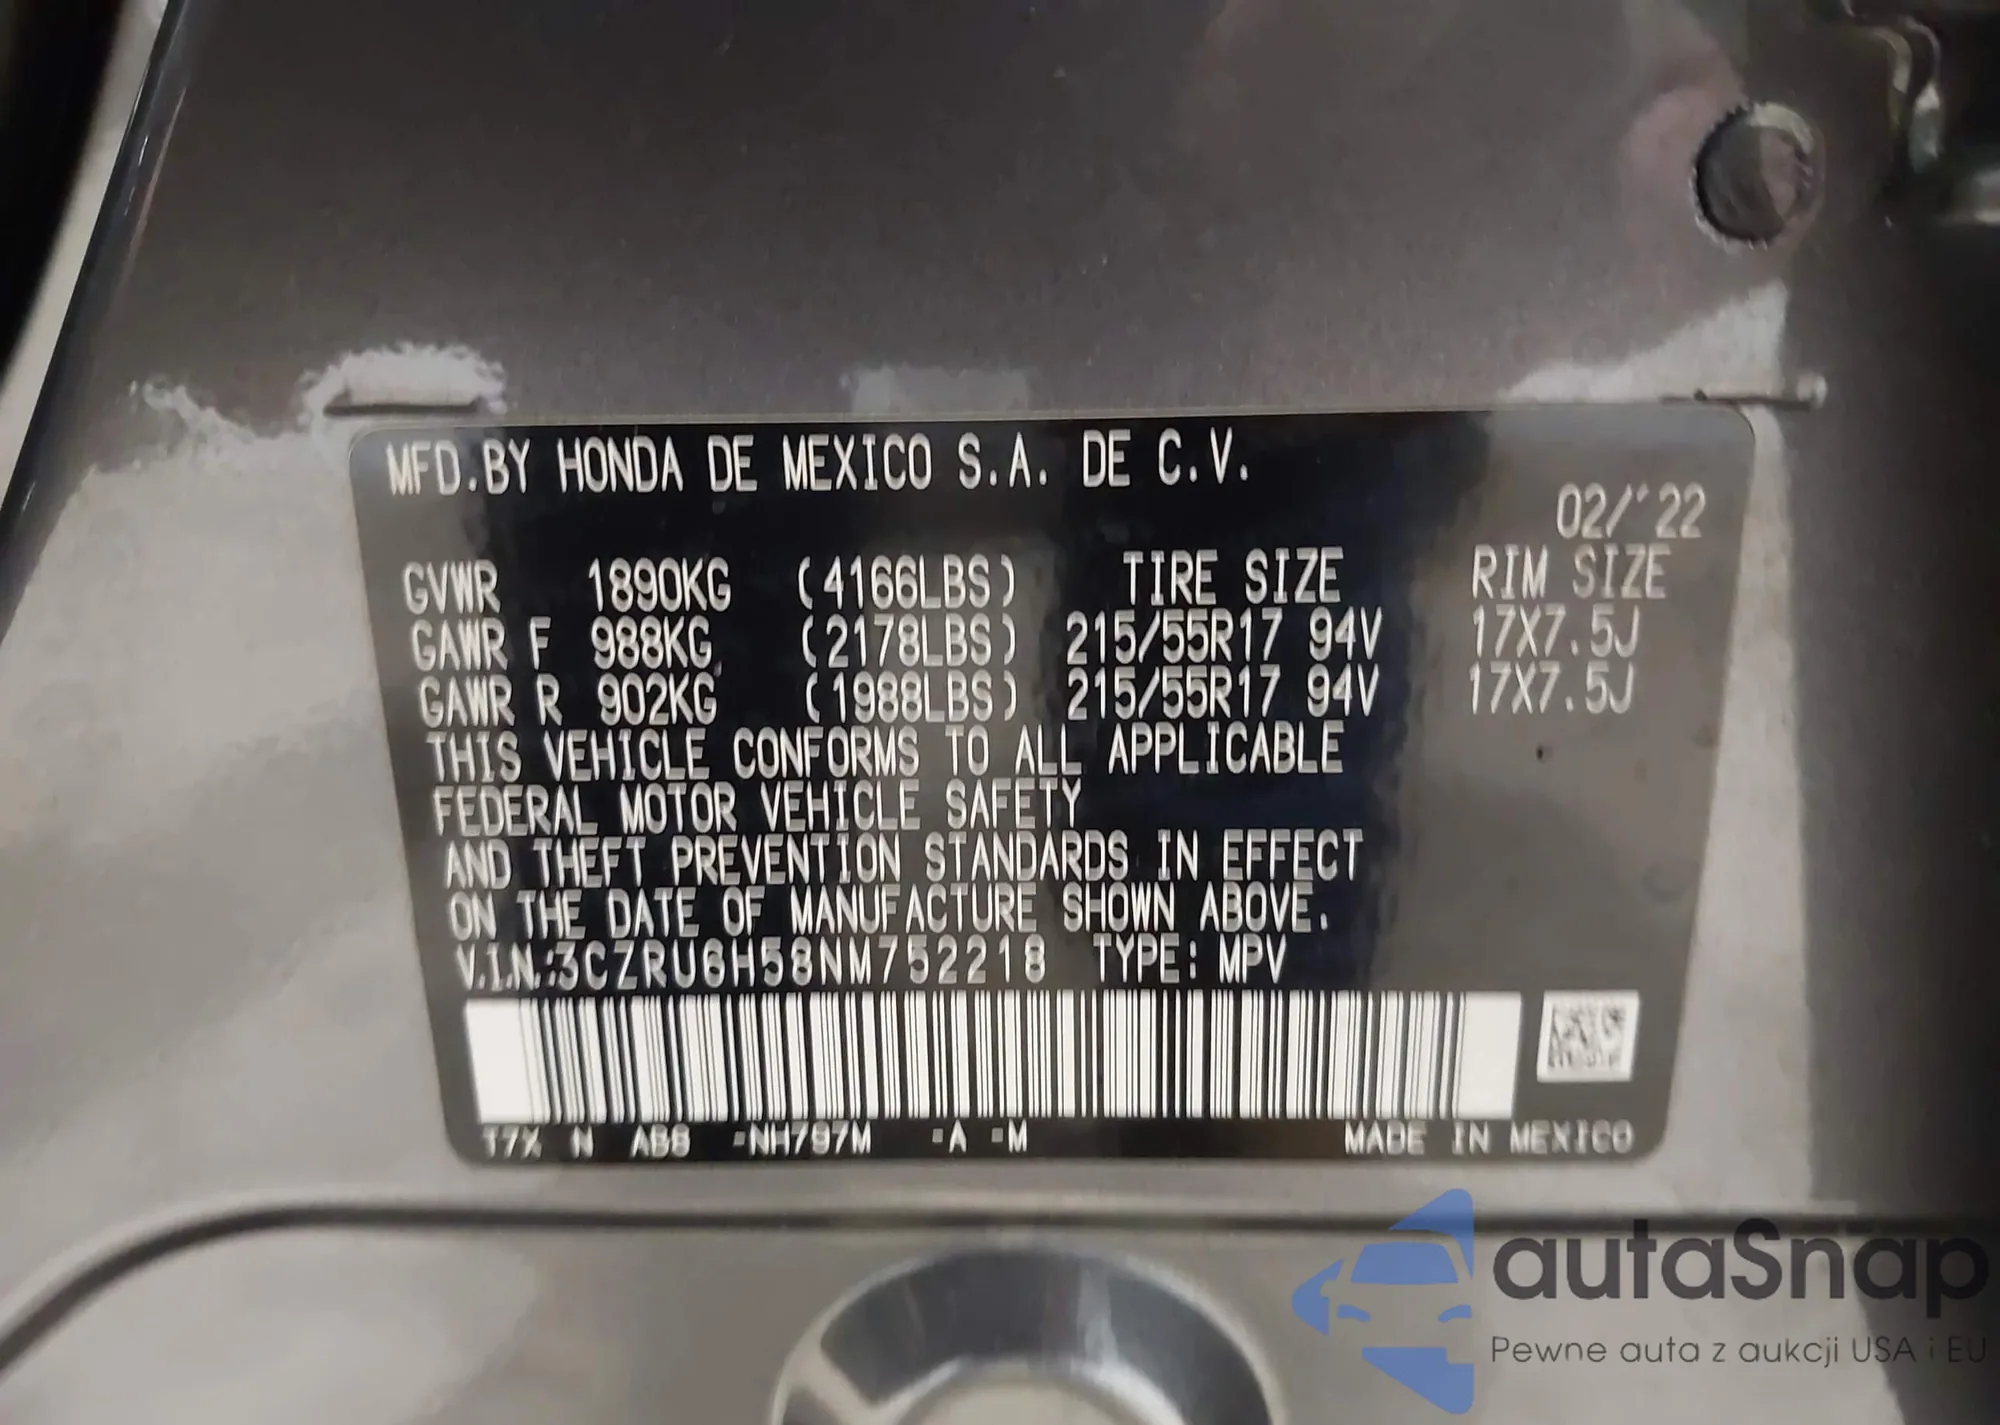 MFD.BY HONDA DE MEXICO S.A. DE C.V.
02/'22
GVWR 1890KG (4166LBS) TIRE SIZE RIM SIZE
GAWR F 988KG (2178LBS) 215/55R17 94V 17X7.5J
GAWR R 902KG (1988LBS) 215/55R17 94V 17X7.5J
THIS VEHICLE CONFORMS TO ALL APPLICABLE
FEDERAL MOTOR VEHICLE SAFETY
AND THEFT PREVENTION STANDARDS IN EFFECT
ON THE DATE OF MANUFACTURE SHOWN ABOVE.
V.I.N.:3CZRU6H58NM752218 TYPE: MPV
T7X N AB8 -NH797M -A -M MADE IN MEXICO
autoSnap
Pewne auta z aukcji USA i EU